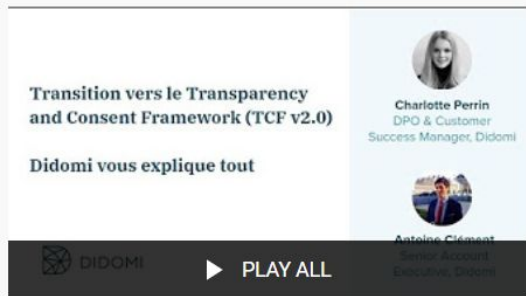 Transition vers le Transparency
and Consent Framework (TCF v2.0)
Didomi vous explique tout
Charlotte Perrin
DPO & Customer
Success Manager, Didomi
Antoine Clément
Senior Account
Executive, Didomi
DIDOMI
PLAY ALL